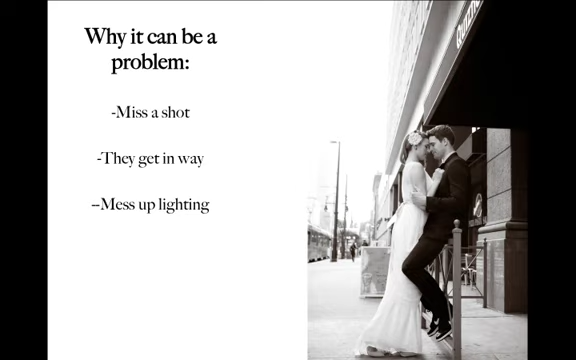 Why it can be a
problem:
-Miss a shot
-They get in way
--Mess up lighting